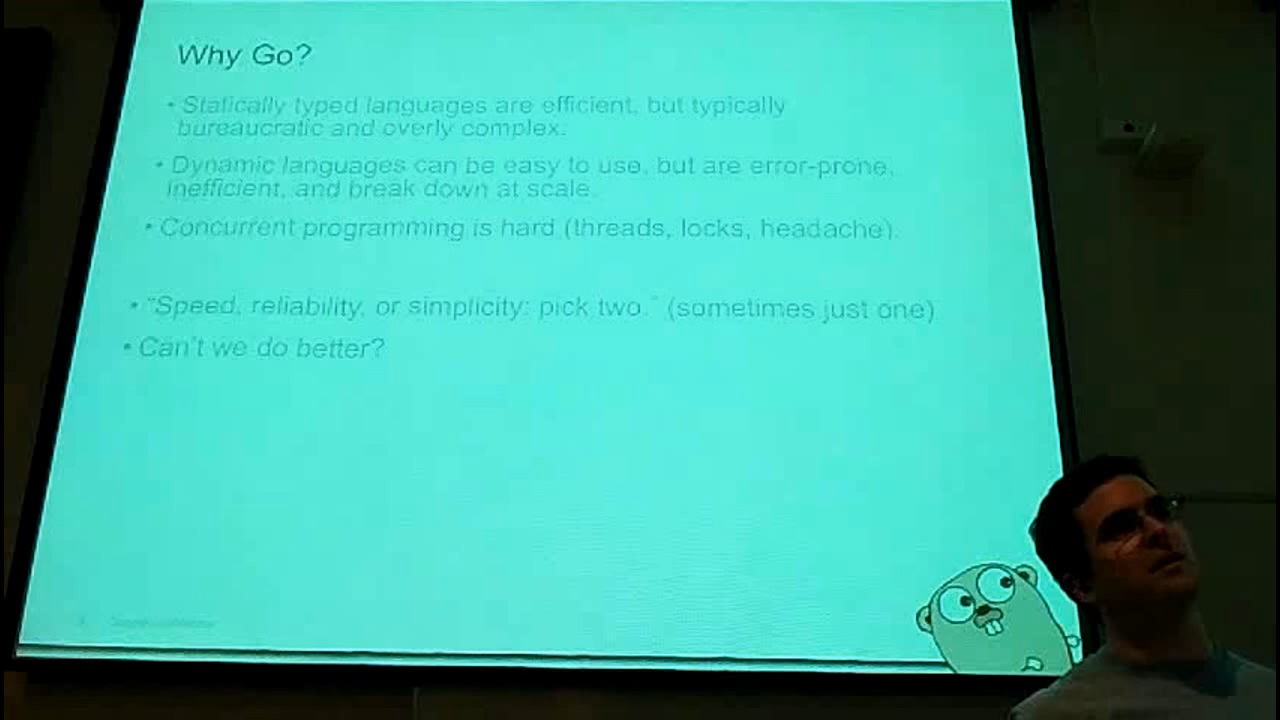 Why Go?
• Statically typed languages are efficient, but typically
bureaucratic and overly complex.
• Dynamic languages can be easy to use, but are error-prone,
inefficient, and break down at scale.
• Concurrent programming is hard (threads, locks, headache).
• "Speed, reliability, or simplicity: pick two." (sometimes just one)
• Can't we do better?